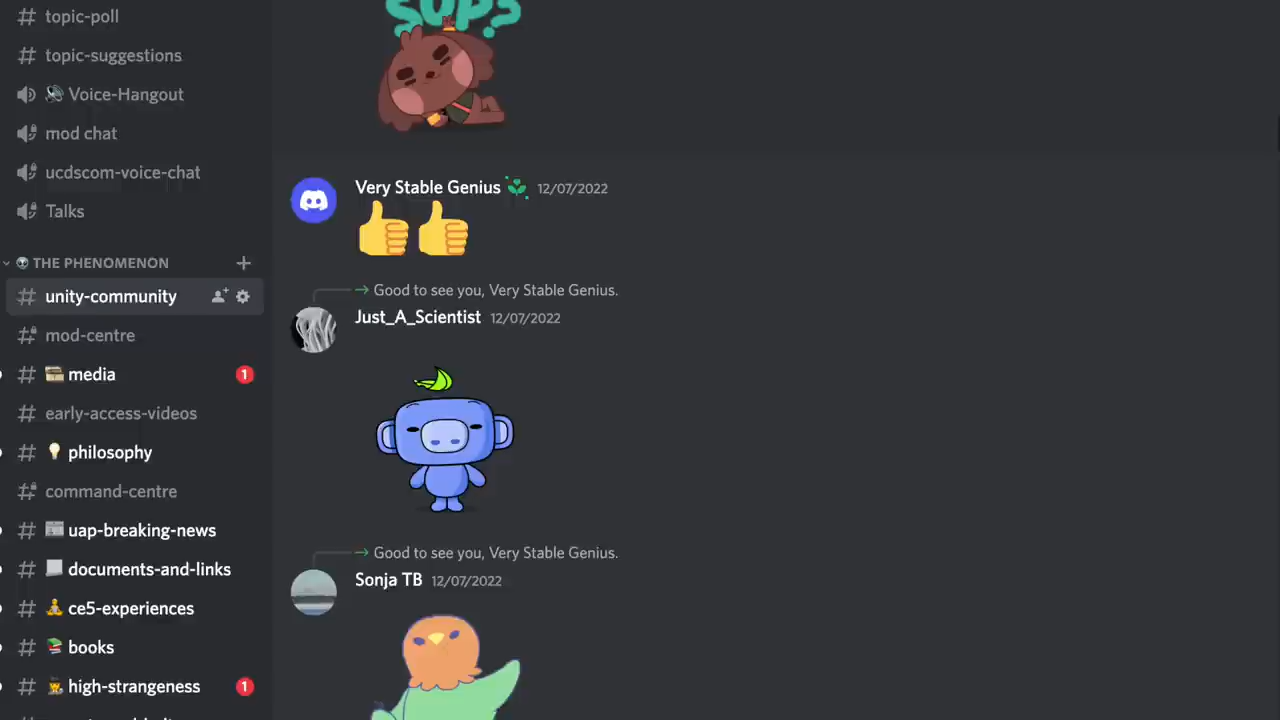 topic-poll
topic-suggestions
Voice-Hangout
mod chat
ucdscom-voice-chat
Talks
THE PHENOMENON
unity-community
mod-centre
media 1
early-access-videos
philosophy
command-centre
uap-breaking-news
documents-and-links
ce5-experiences
books
high-strangeness 1
SUP?
Very Stable Genius 12/07/2022
Good to see you, Very Stable Genius.
Just_A_Scientist 12/07/2022
Good to see you, Very Stable Genius.
Sonja TB 12/07/2022